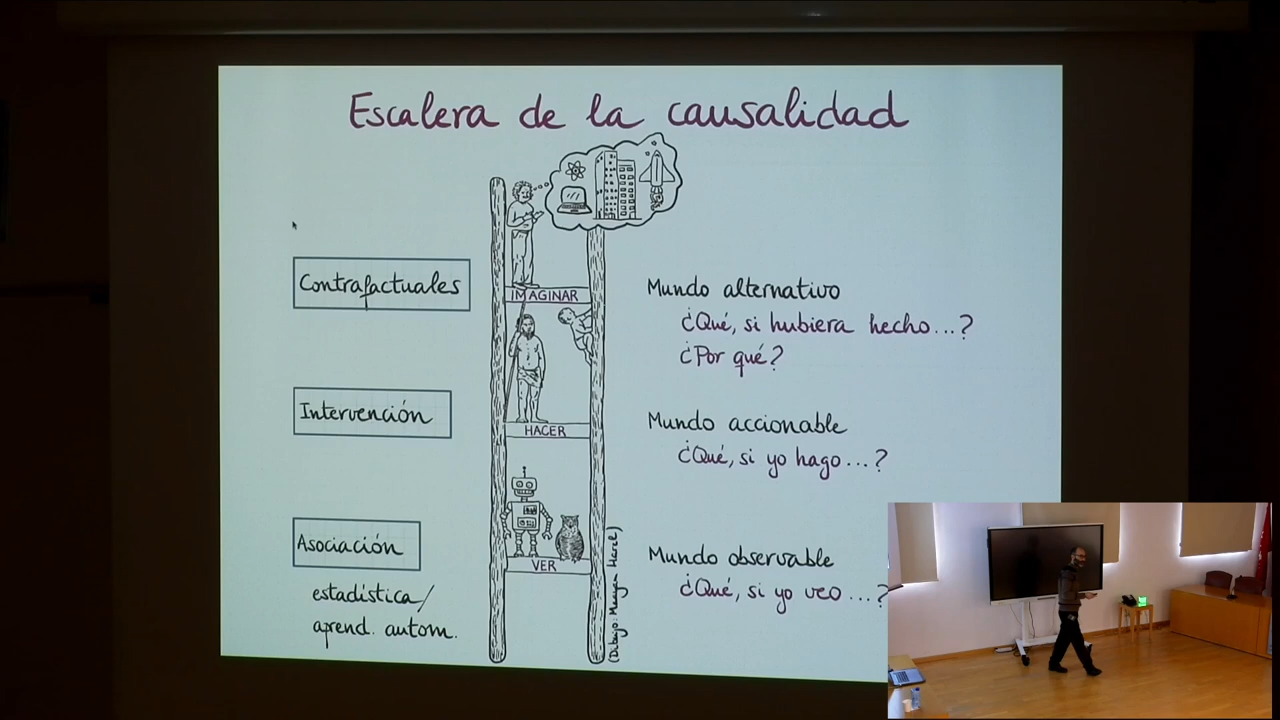 Escalera de la causalidad
Contrafactuales
IMAGINAR
Mundo alternativo
¿Qué, si hubiera hecho...?
¿Por qué?
Intervención
HACER
Mundo accionable
¿Qué, si yo hago...?
Asociación
estadística/
aprend. autom.
VER
Mundo observable
¿Qué, si yo veo...?
(Dibujo: Maayan Harel)